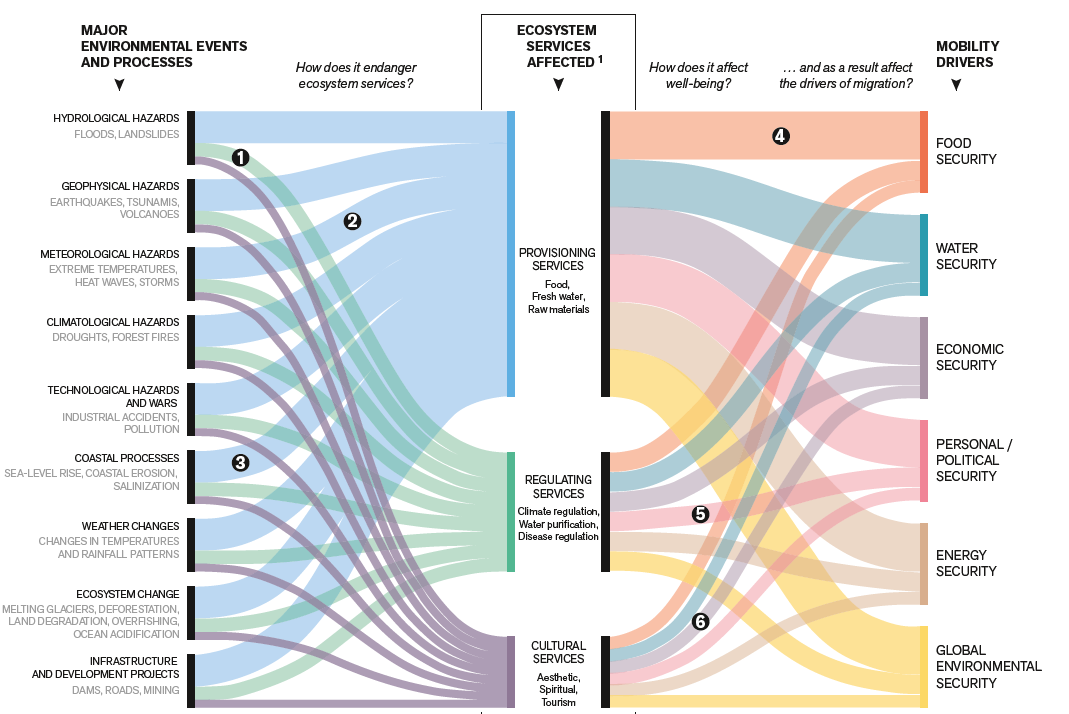 MAJOR
ENVIRONMENTAL EVENTS
AND PROCESSES
How does it endanger
ecosystem services?
ECOSYSTEM
SERVICES
AFFECTED 1
How does it affect
well-being?
… and as a result affect
the drivers of migration?
MOBILITY
DRIVERS
HYDROLOGICAL HAZARDS
FLOODS, LANDSLIDES
GEOPHYSICAL HAZARDS
EARTHQUAKES, TSUNAMIS,
VOLCANOES
METEOROLOGICAL HAZARDS
EXTREME TEMPERATURES,
HEAT WAVES, STORMS
CLIMATOLOGICAL HAZARDS
DROUGHTS, FOREST FIRES
TECHNOLOGICAL HAZARDS
AND WARS
INDUSTRIAL ACCIDENTS,
POLLUTION
COASTAL PROCESSES
SEA-LEVEL RISE, COASTAL EROSION,
SALINIZATION
WEATHER CHANGES
CHANGES IN TEMPERATURES
AND RAINFALL PATTERNS
ECOSYSTEM CHANGE
MELTING GLACIERS, DEFORESTATION,
LAND DEGRADATION, OVERFISHING,
OCEAN ACIDIFICATION
INFRASTRUCTURE
AND DEVELOPMENT PROJECTS
DAMS, ROADS, MINING
1
2
3
PROVISIONING
SERVICES
Food,
Fresh water,
Raw materials
REGULATING
SERVICES
Climate regulation,
Water purification,
Disease regulation
CULTURAL
SERVICES
Aesthetic,
Spiritual,
Tourism
4
5
6
FOOD
SECURITY
WATER
SECURITY
ECONOMIC
SECURITY
PERSONAL /
POLITICAL
SECURITY
ENERGY
SECURITY
GLOBAL
ENVIRONMENTAL
SECURITY